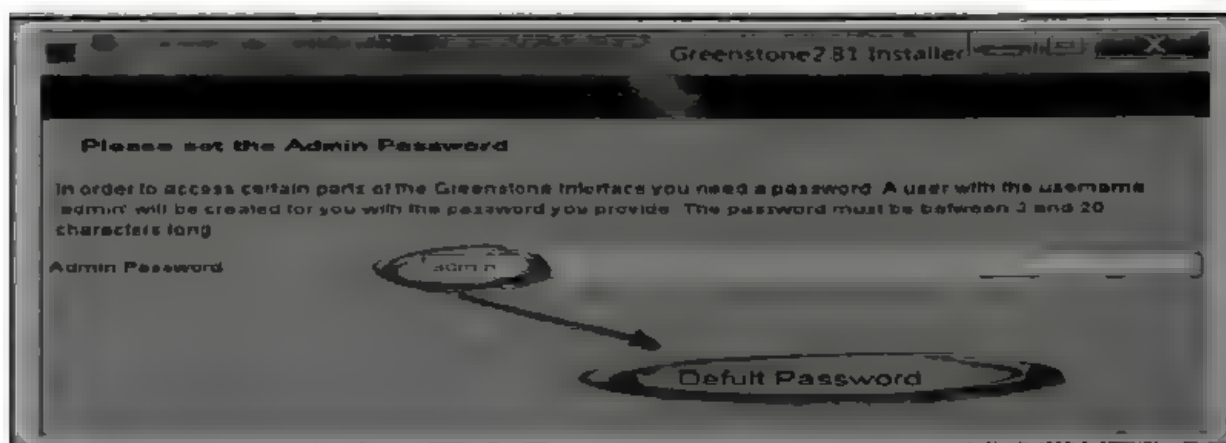 Greenstone2.81 Installer
Please set the Admin Password
In order to access certain parts of the Greenstone interface you need a password. A user with the username
'admin' will be created for you with the password you provide. The password must be between 3 and 20
characters long
Admin Password
admin
Defult Password